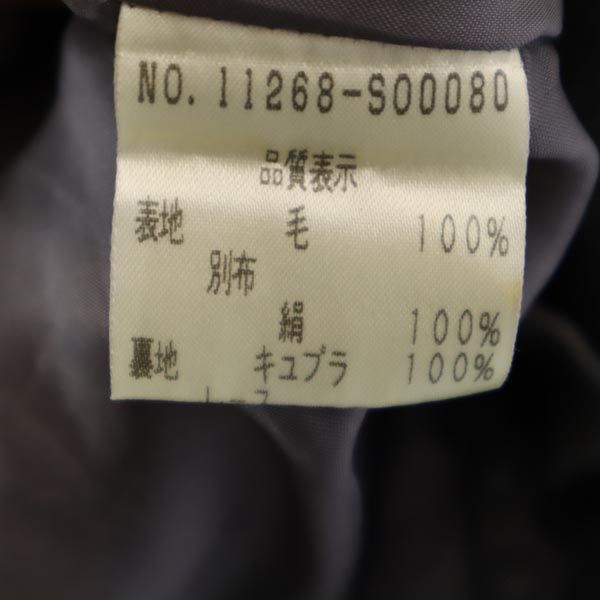 NO. 11268-S00080
品質表示
表地 毛 100%
別布
絹 100%
裏地 キュプラ 100%